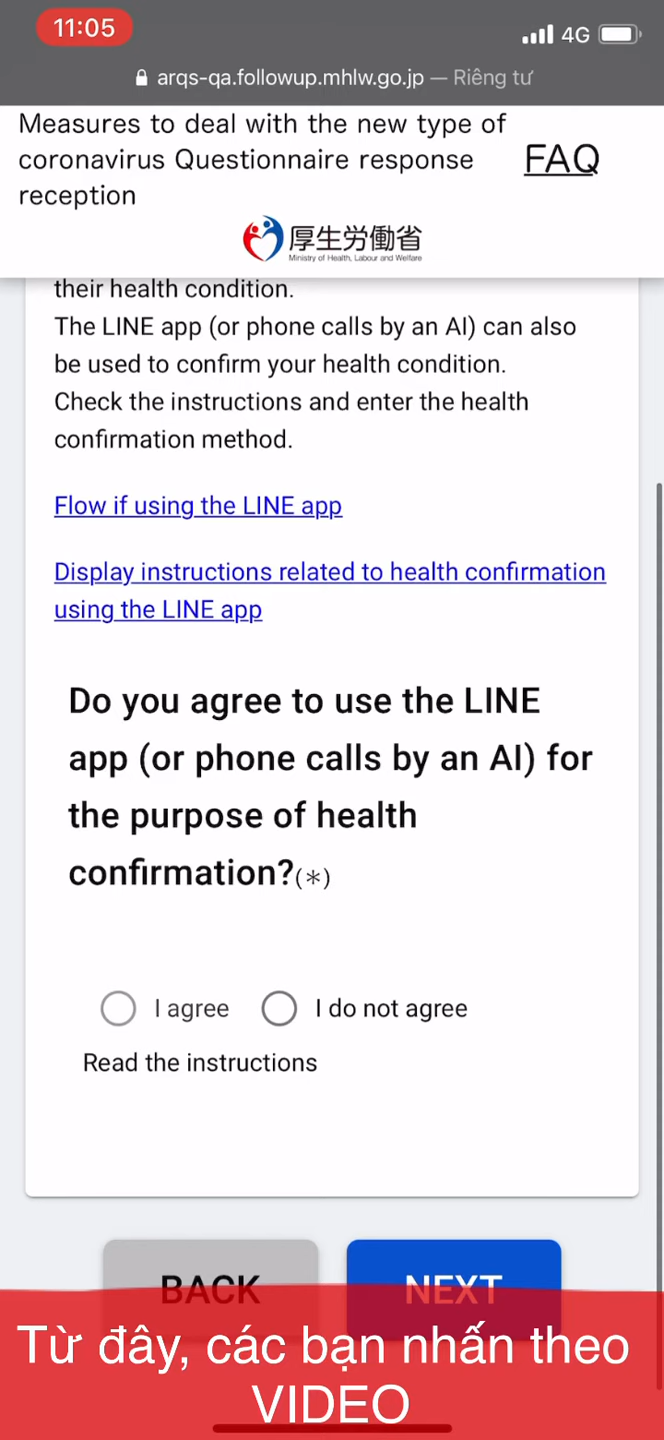 11:05
4G
arqs-qa.followup.mhlw.go.jp — Riêng tư
Measures to deal with the new type of
coronavirus Questionnaire response
reception
FAQ
厚生労働省
Ministry of Health, Labour and Welfare
their health condition.
The LINE app (or phone calls by an AI) can also
be used to confirm your health condition.
Check the instructions and enter the health
confirmation method.
Flow if using the LINE app
Display instructions related to health confirmation
using the LINE app
Do you agree to use the LINE
app (or phone calls by an AI) for
the purpose of health
confirmation?(*)
I agree I do not agree
Read the instructions
BACK NEXT
Từ đây, các bạn nhấn theo
VIDEO